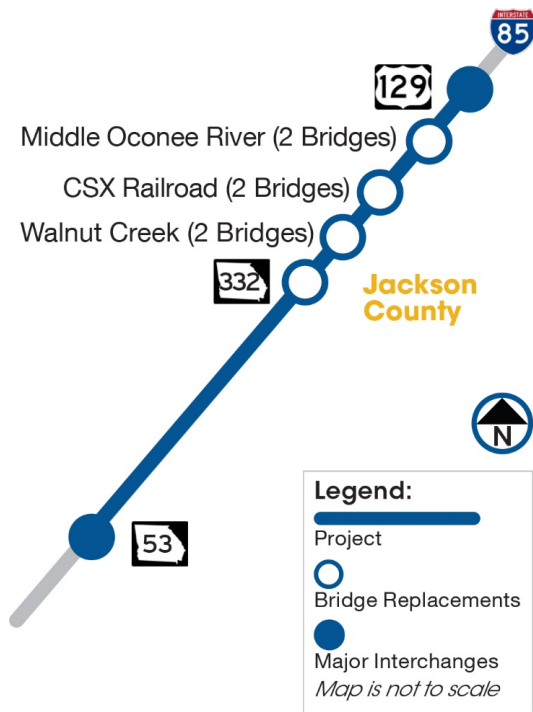 INTERSTATE
85
129
Middle Oconee River (2 Bridges)
CSX Railroad (2 Bridges)
Walnut Creek (2 Bridges)
332
Jackson
County
N
53
Legend:
Project
Bridge Replacements
Major Interchanges
Map is not to scale